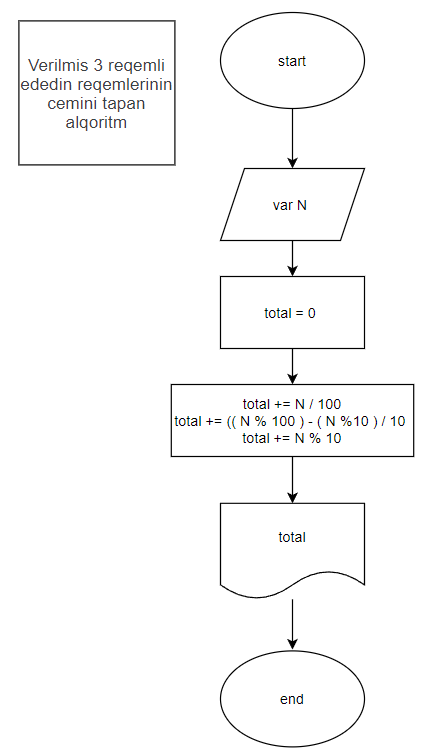 Verilmis 3 reqemli
ededin reqemlerinin
cemini tapan
alqoritm
start
var N
total = 0
total += N / 100
total += (( N % 100 ) - ( N %10 ) / 10
total += N % 10
total
end